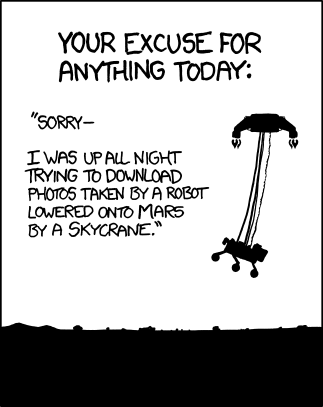 YOUR EXCUSE FOR
ANYTHING TODAY:
"SORRY—
I WAS UP ALL NIGHT
TRYING TO DOWNLOAD
PHOTOS TAKEN BY A ROBOT
LOWERED ONTO MARS
BY A SKYCRANE."